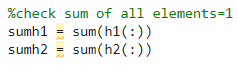 %check sum of all elements=1
sumh1 = sum(h1(:))
sumh2 = sum(h2(:))